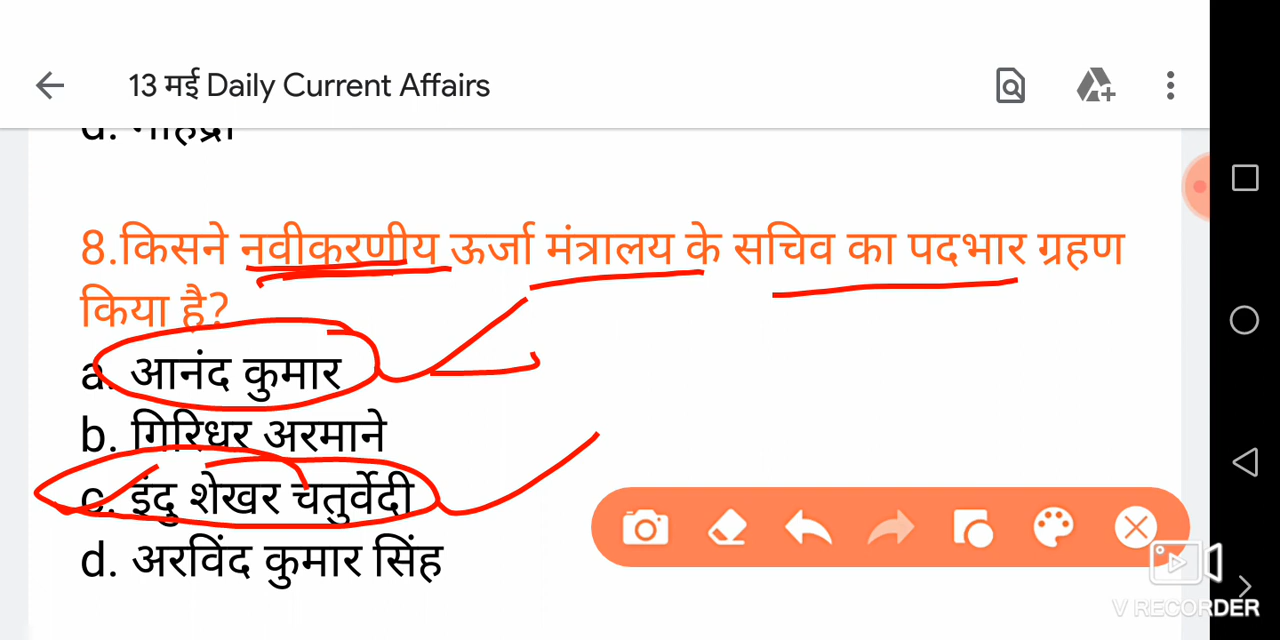 13 मई Daily Current Affairs
8.किसने नवीकरणीय ऊर्जा मंत्रालय के सचिव का पदभार ग्रहण
किया है?
a. आनंद कुमार
b. गिरिधर अरमाने
c. इंदु शेखर चतुर्वेदी
d. अरविंद कुमार सिंह
V RECORDER